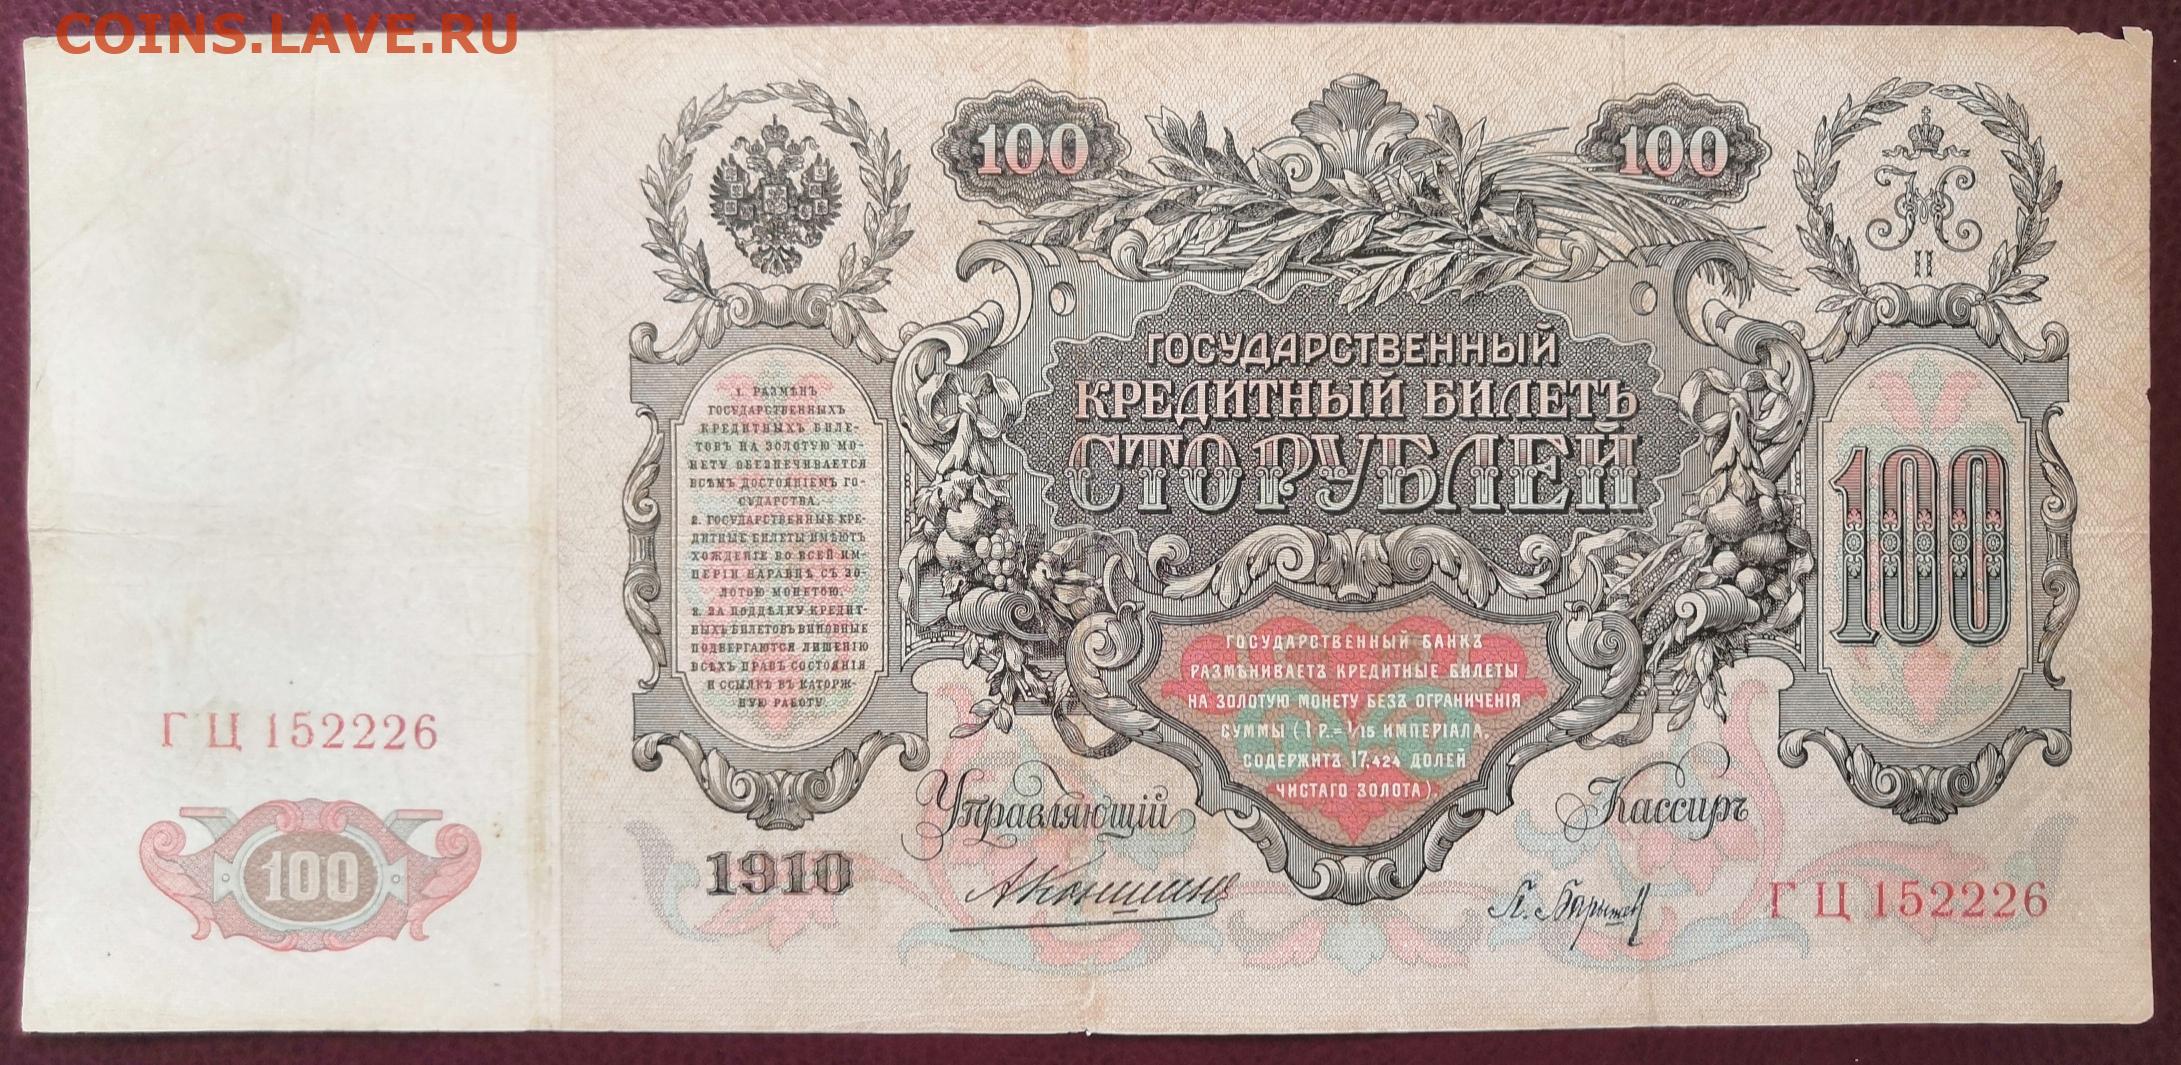 COINS.LAVE.RU
100
100
II
ГОСУДАРСТВЕННЫЙ
КРЕДИТНЫЙ БИЛЕТЪ
СТО РУБЛЕЙ
1. РАЗМѢНЪ
ГОСУДАРСТВЕННЫХЪ
КРЕДИТНЫХЪ БИЛЕ-
ТОВЪ НА ЗОЛОТУЮ МО-
НЕТУ ОБЕЗПЕЧИВАЕТСЯ
ВСѢМЪ ДОСТОЯНІЕМЪ ГО-
СУДАРСТВА.
2. ГОСУДАРСТВЕННЫЕ КРЕ-
ДИТНЫЕ БИЛЕТЫ ИМѢЮТЪ
ХОЖДЕНІЕ ВО ВСЕЙ ИМ-
ПЕРІИ НАРАВНѢ СЪ ЗО-
ЛОТОЮ МОНЕТОЮ.
3. ЗА ПОДДѢЛКУ КРЕДИТ-
НЫХЪ БИЛЕТОВЪ ВИНОВНЫЕ
ПОДВЕРГАЮТСЯ ЛИШЕНІЮ
ВСѢХЪ ПРАВЪ СОСТОЯНІЯ
И ССЫЛКѢ ВЪ КАТОРЖ-
НУЮ РАБОТУ.
100
ГОСУДАРСТВЕННЫЙ БАНКЪ
РАЗМѢНИВАЕТЪ КРЕДИТНЫЕ БИЛЕТЫ
НА ЗОЛОТУЮ МОНЕТУ БЕЗЪ ОГРАНИЧЕНІЯ
СУММЫ (1 Р.= 1/15 ИМПЕРІАЛА,
СОДЕРЖИТЪ 17,424 ДОЛЕЙ
ЧИСТАГО ЗОЛОТА).
ГЦ 152226
100
Управляющій
Кассиръ
1910
АКоншинъ
П. Барышев
ГЦ 152226